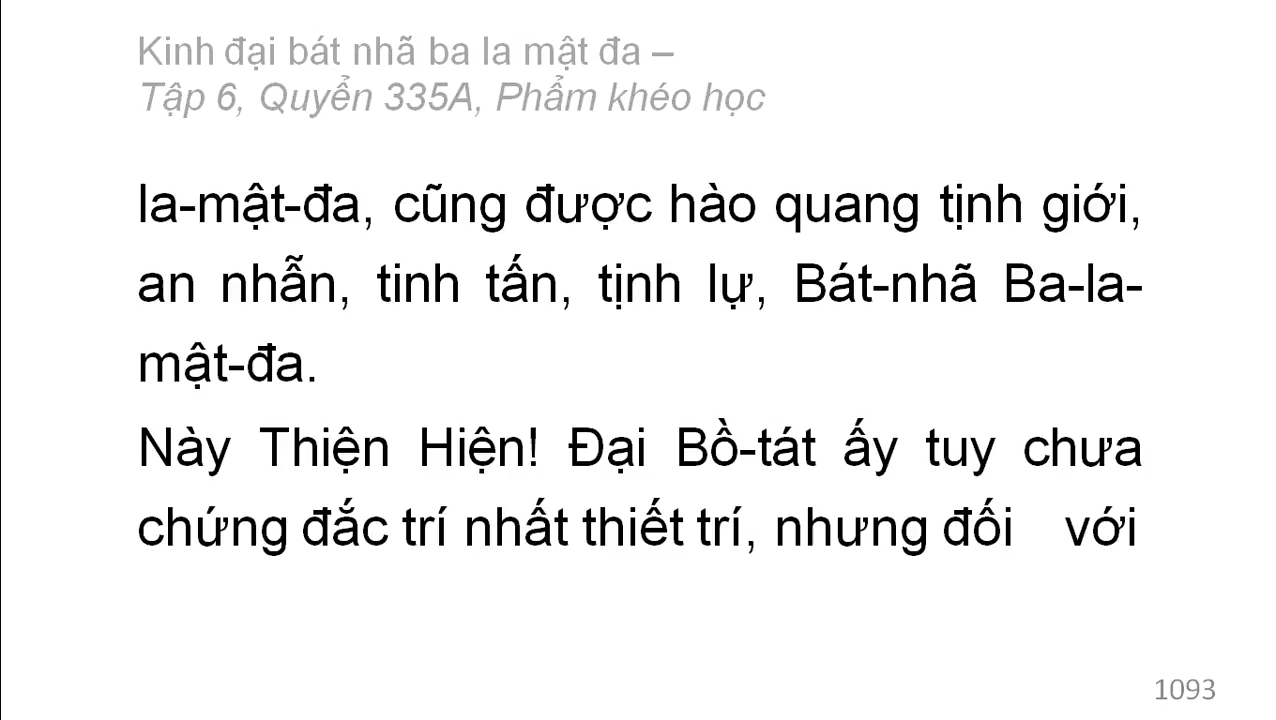 Kinh đại bát nhã ba la mật đa –
Tập 6, Quyển 335A, Phẩm khéo học
la-mật-đa, cũng được hào quang tịnh giới,
an nhẫn, tinh tấn, tịnh lự, Bát-nhã Ba-la-
mật-đa.
Này Thiện Hiện! Đại Bồ-tát ấy tuy chưa
chứng đắc trí nhất thiết trí, nhưng đối với
1093